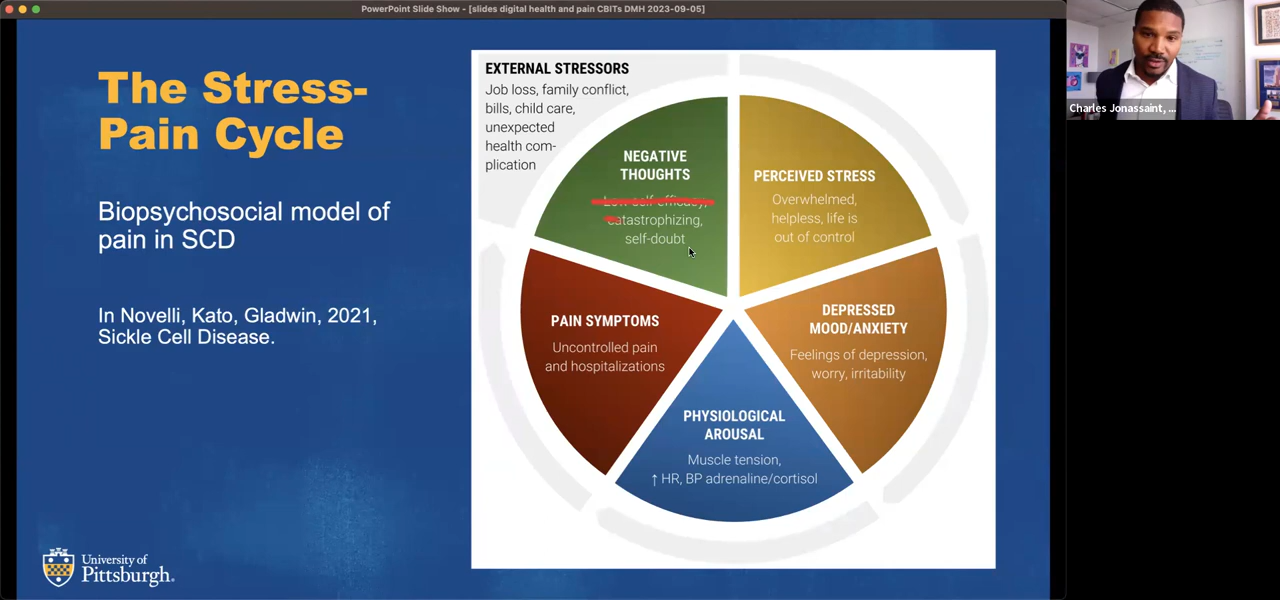 PowerPoint Slide Show - [slides digital health and pain CBITs DMH 2023-09-05]
The Stress-
Pain Cycle
Biopsychosocial model of
pain in SCD
In Novelli, Kato, Gladwin, 2021,
Sickle Cell Disease.
University of
Pittsburgh.
EXTERNAL STRESSORS
Job loss, family conflict,
bills, child care,
unexpected
health com-
plication
NEGATIVE
THOUGHTS
Low self-efficacy,
catastrophizing,
self-doubt
PERCEIVED STRESS
Overwhelmed,
helpless, life is
out of control
DEPRESSED
MOOD/ANXIETY
Feelings of depression,
worry, irritability
PHYSIOLOGICAL
AROUSAL
Muscle tension,
↑ HR, BP adrenaline/cortisol
PAIN SYMPTOMS
Uncontrolled pain
and hospitalizations
Charles Jonassaint, ...